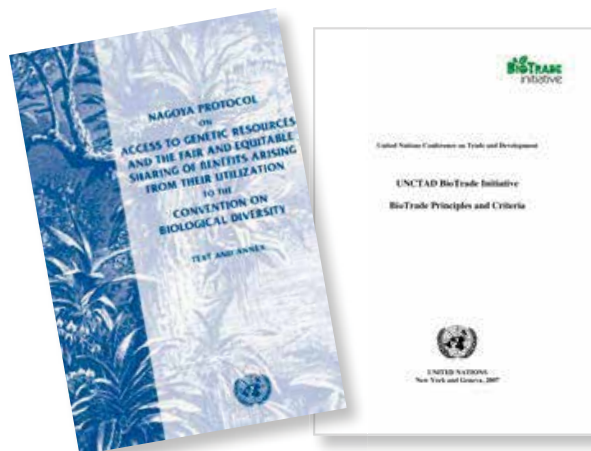 NAGOYA PROTOCOL
ON
ACCESS TO GENETIC RESOURCES
AND THE FAIR AND EQUITABLE
SHARING OF BENEFITS ARISING
FROM THEIR UTILIZATION
TO THE
CONVENTION ON
BIOLOGICAL DIVERSITY
TEXT AND ANNEX
BIOTRADE
initiative
United Nations Conference on Trade and Development
UNCTAD BioTrade Initiative
BioTrade Principles and Criteria
UNITED NATIONS
New York and Geneva, 2007